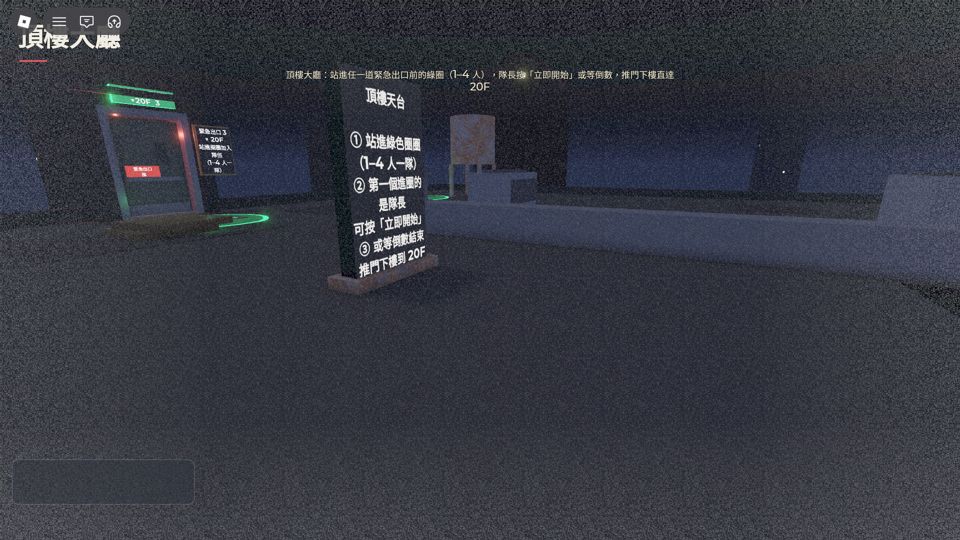 頂樓大廳
頂樓大廳：站進任一道緊急出口前的綠圈（1–4 人），隊長按「立即開始」或等倒數，推門下樓直達
20F
頂樓天台
① 站進綠色圈圈
（1–4 人一隊）
② 第一個進圈的
是隊長
可按「立即開始」
③ 或等倒數結束
推門下樓到 20F
20F 3
緊急出口 3
20F
站進綠圈加入
（1–4 人一
隊）
緊急出口